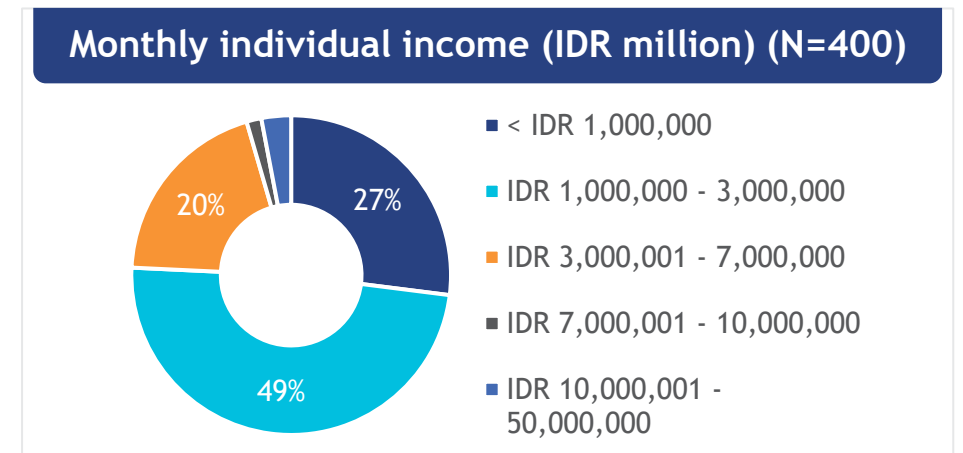 Monthly individual income (IDR million) (N=400)
27%
49%
20%
< IDR 1,000,000
IDR 1,000,000 - 3,000,000
IDR 3,000,001 - 7,000,000
IDR 7,000,001 - 10,000,000
IDR 10,000,001 -
50,000,000